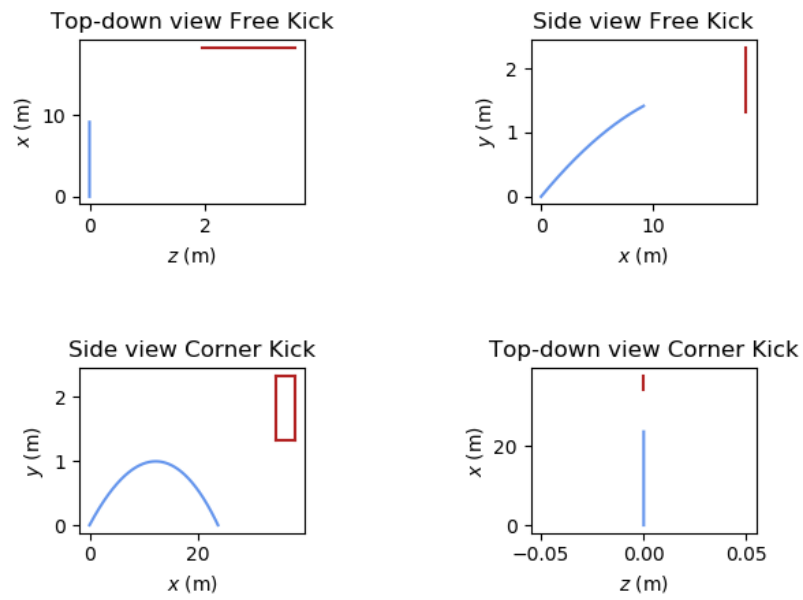 Top-down view Free Kick
x (m)
10
0
0 2
z (m)
Side view Free Kick
y (m)
2
1
0
0 10
x (m)
Side view Corner Kick
y (m)
2
1
0
0 20
x (m)
Top-down view Corner Kick
x (m)
20
0
−0.05 0.00 0.05
z (m)